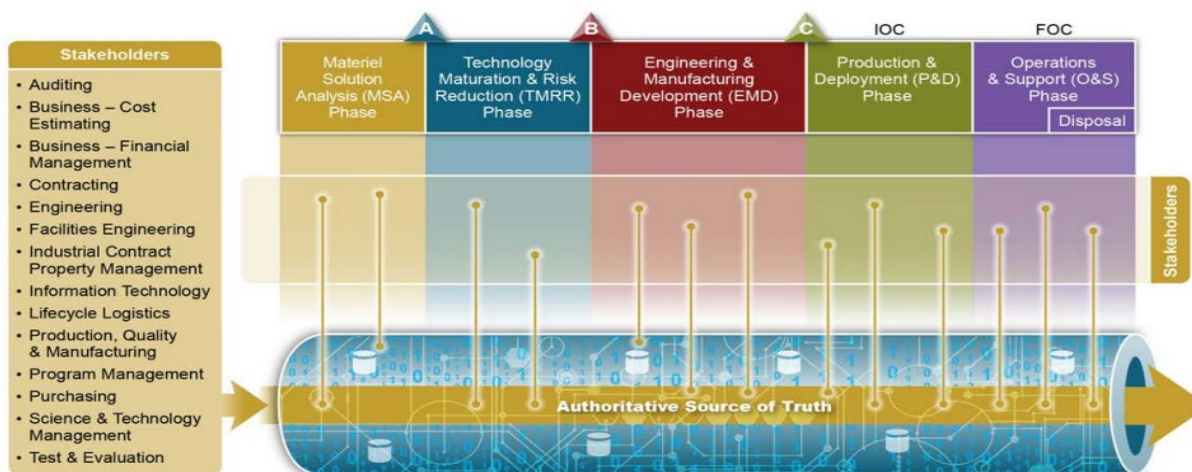 Stakeholders
• Auditing
• Business – Cost
Estimating
• Business – Financial
Management
• Contracting
• Engineering
• Facilities Engineering
• Industrial Contract
Property Management
• Information Technology
• Lifecycle Logistics
• Production, Quality
& Manufacturing
• Program Management
• Purchasing
• Science & Technology
Management
• Test & Evaluation
A
B
C
IOC
FOC
Materiel
Solution
Analysis (MSA)
Phase
Technology
Maturation & Risk
Reduction (TMRR)
Phase
Engineering &
Manufacturing
Development (EMD)
Phase
Production &
Deployment (P&D)
Phase
Operations
& Support (O&S)
Phase
Disposal
Stakeholders
Authoritative Source of Truth